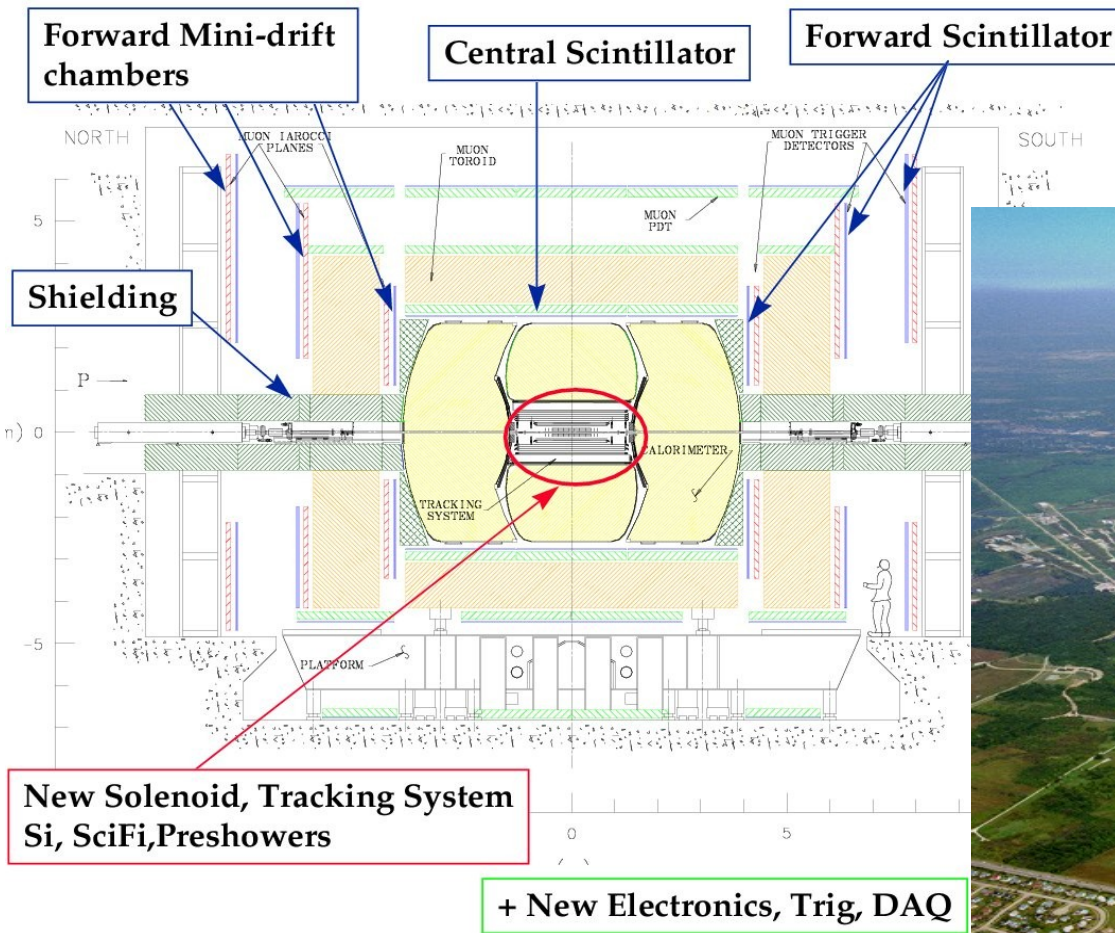 Forward Mini-drift
chambers
Central Scintillator
Forward Scintillator
NORTH
MUON IAROCCI
PLANES
MUON
TOROID
MUON TRIGGER
DETECTORS
SOUTH
5
MUON
PDT
Shielding
P
n) 0
CALORIMETER
TRACKING
SYSTEM
-5
PLATFORM
New Solenoid, Tracking System
Si, SciFi,Preshowers
0
5
+ New Electronics, Trig, DAQ